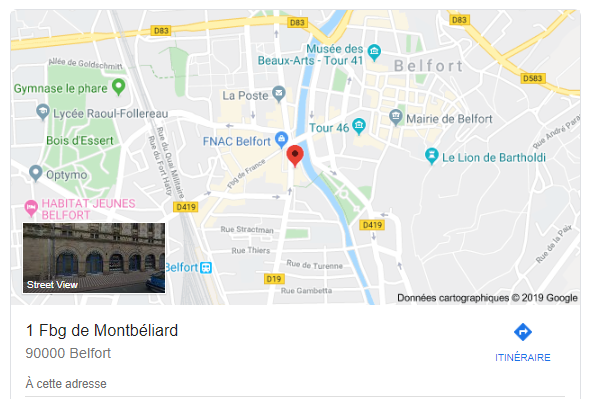 D83
D83
Musée des
Beaux-Arts - Tour 41
Belfort
Allée de Goldschmitt
D583
Gymnase le phare
La Poste
Lycée Raoul-Follereau
Mairie de Belfort
Tour 46
Rue André Para
FNAC Belfort
Bois d'Essert
Rue du Quai Militaire
Rue du Fort Hatry
Le Lion de Bartholdi
Fbg de France
Optymo
HABITAT JEUNES
BELFORT
D419
D419
Rue Stractman
Rue de la Paix
Rue Thiers
Belfort
Rue de Turenne
D19
Rue Gambetta
Street View
Données cartographiques © 2019 Google
1 Fbg de Montbéliard
90000 Belfort
ITINÉRAIRE
À cette adresse